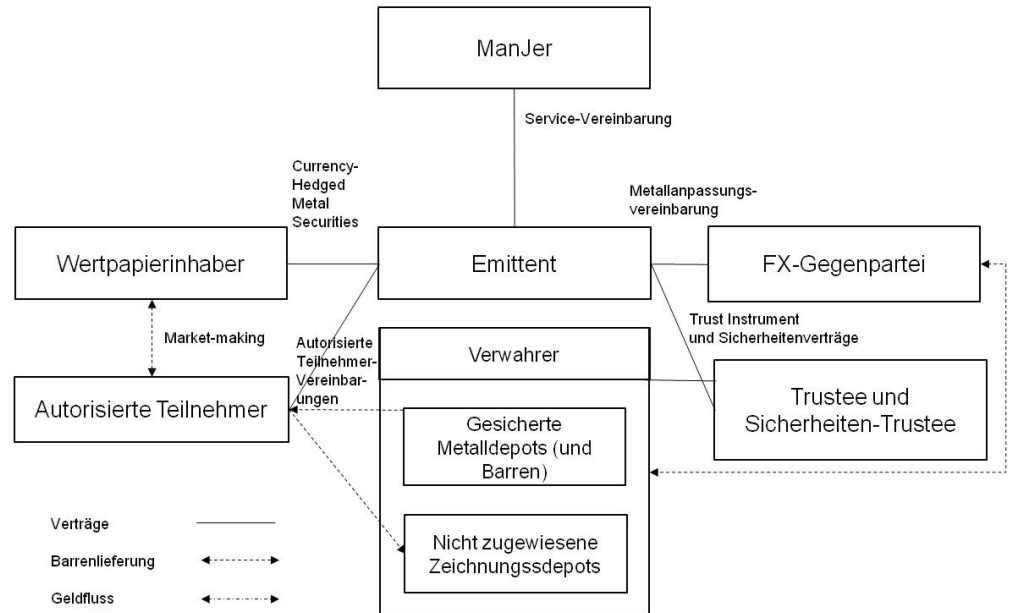 ManJer
Service-Vereinbarung
Currency-
Hedged
Metal
Securities
Metallanpassungs-
vereinbarung
Wertpapierinhaber
Emittent
FX-Gegenpartei
Market-making
Autorisierte
Teilnehmer-
Vereinbar-
ungen
Trust Instrument
und Sicherheitenverträge
Verwahrer
Autorisierte Teilnehmer
Trustee und
Sicherheiten-Trustee
Gesicherte
Metalldepots (und
Barren)
Nicht zugewiesene
Zeichnungssdepots
Verträge
Barrenlieferung
Geldfluss